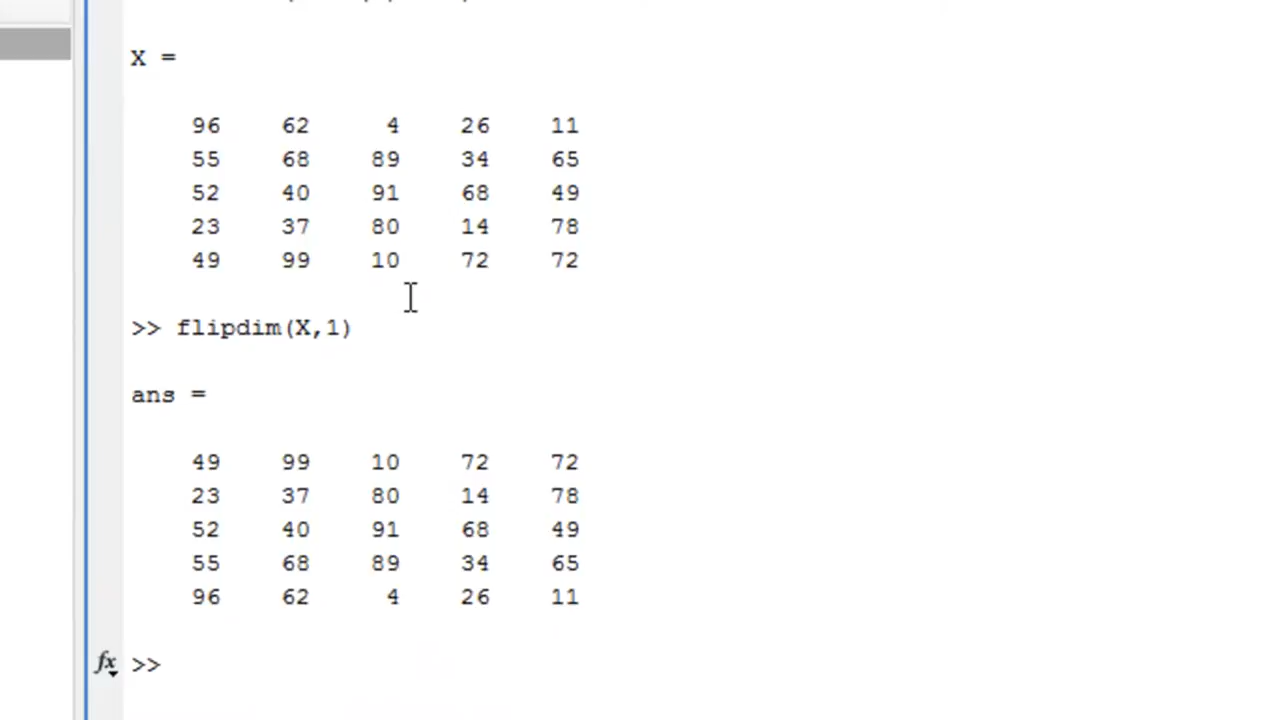 X =
96 62 4 26 11
55 68 89 34 65
52 40 91 68 49
23 37 80 14 78
49 99 10 72 72
>> flipdim(X,1)
ans =
49 99 10 72 72
23 37 80 14 78
52 40 91 68 49
55 68 89 34 65
96 62 4 26 11
fx >>